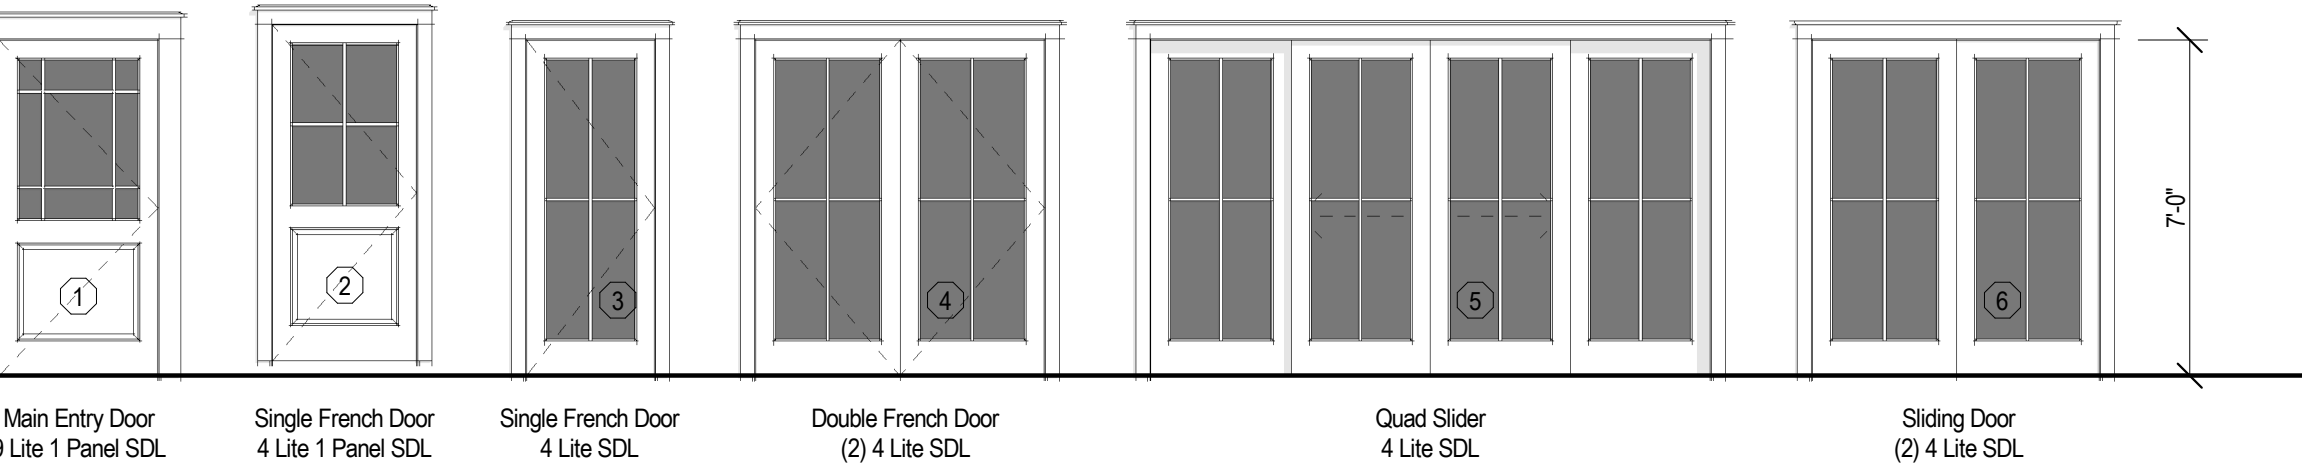 1
2
3
4
5
6
7'-0"
Main Entry Door
9 Lite 1 Panel SDL
Single French Door
4 Lite 1 Panel SDL
Single French Door
4 Lite SDL
Double French Door
(2) 4 Lite SDL
Quad Slider
4 Lite SDL
Sliding Door
(2) 4 Lite SDL